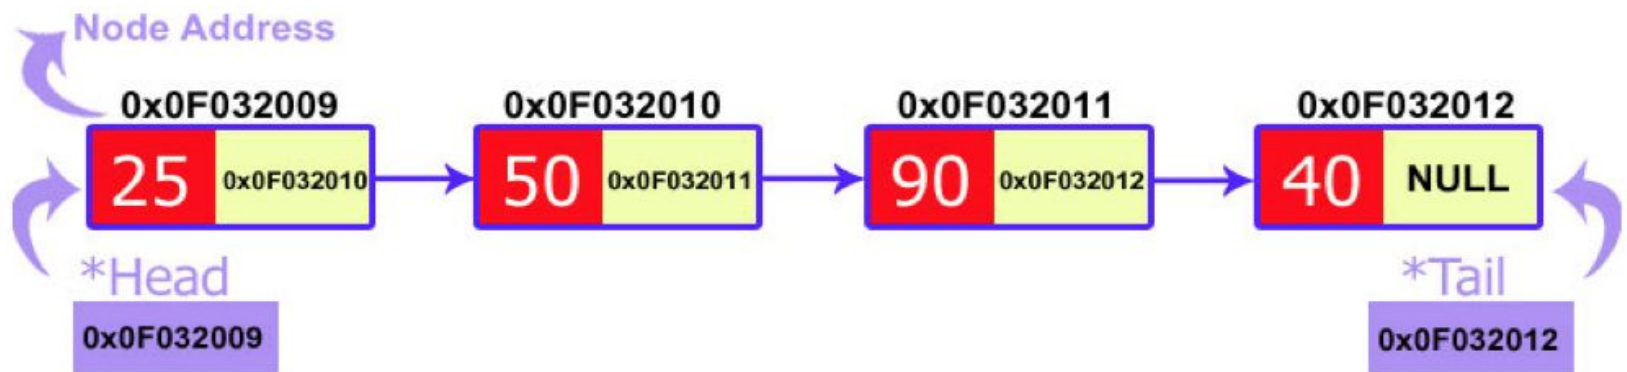 Node Address
0x0F032009 0x0F032010 0x0F032011 0x0F032012
25 0x0F032010 50 0x0F032011 90 0x0F032012 40 NULL
*Head *Tail
0x0F032009 0x0F032012